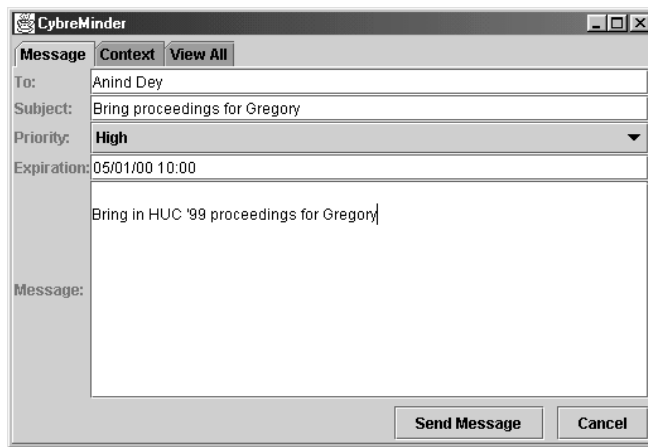 CybreMinder
Message Context View All
To: Anind Dey
Subject: Bring proceedings for Gregory
Priority: High
Expiration: 05/01/00 10:00
Bring in HUC '99 proceedings for Gregory
Message:
Send Message Cancel